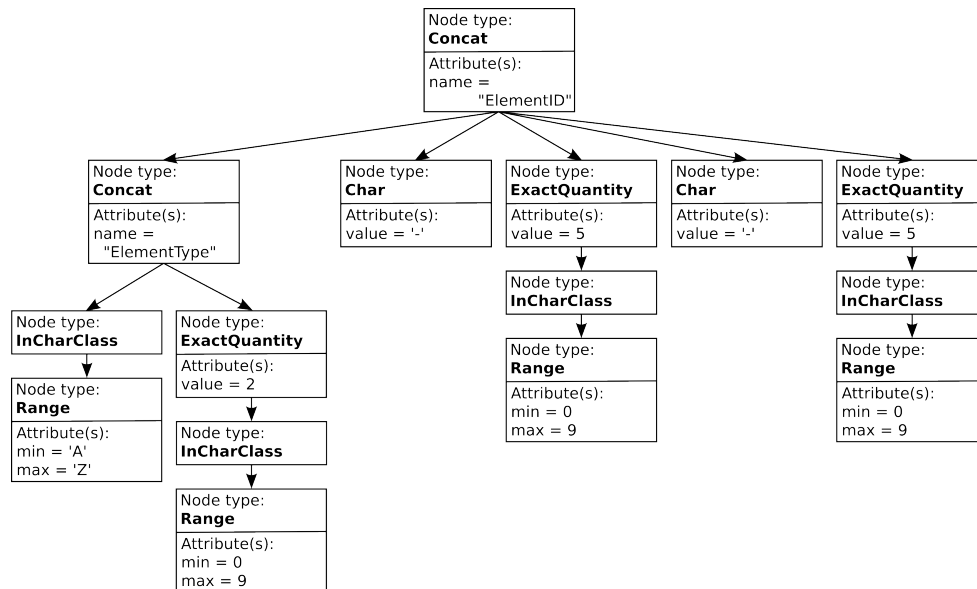 Node type:
Concat
Attribute(s):
name =
"ElementID"
Node type:
Concat
Attribute(s):
name =
"ElementType"
Node type:
Char
Attribute(s):
value = '-'
Node type:
ExactQuantity
Attribute(s):
value = 5
Node type:
Char
Attribute(s):
value = '-'
Node type:
ExactQuantity
Attribute(s):
value = 5
Node type:
InCharClass
Node type:
InCharClass
Node type:
InCharClass
Node type:
ExactQuantity
Attribute(s):
value = 2
Node type:
Range
Attribute(s):
min = 0
max = 9
Node type:
Range
Attribute(s):
min = 0
max = 9
Node type:
Range
Attribute(s):
min = 'A'
max = 'Z'
Node type:
InCharClass
Node type:
Range
Attribute(s):
min = 0
max = 9